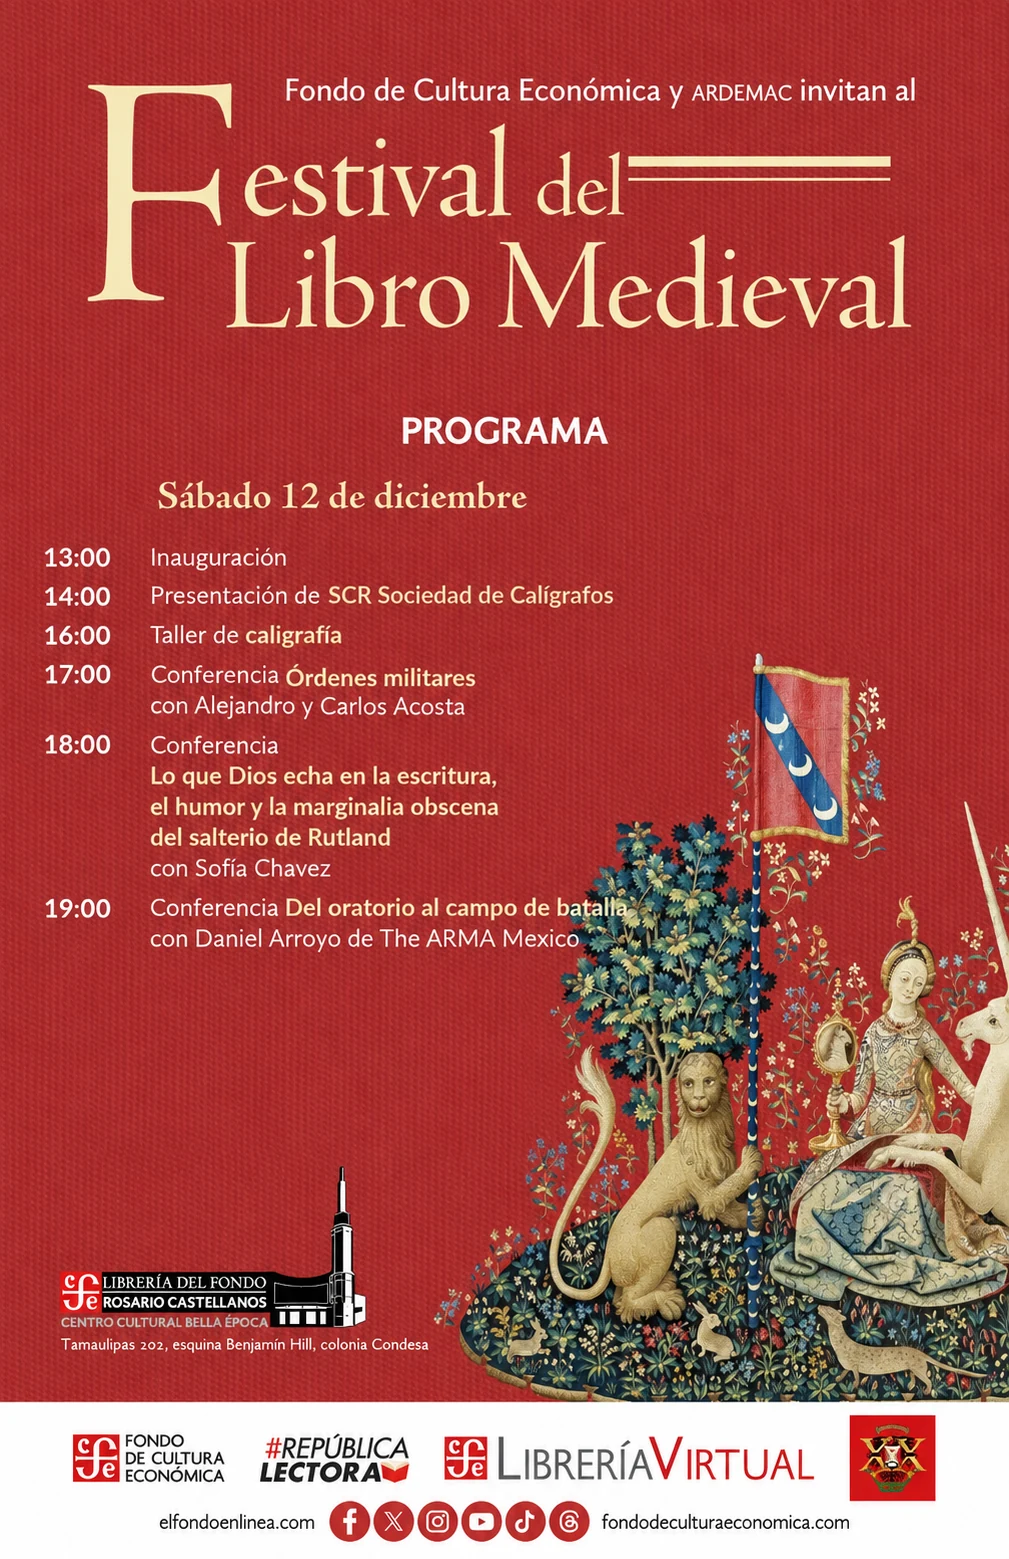 Fondo de Cultura Económica y ARDEMAC invitan al
Festival del
Libro Medieval
PROGRAMA
Sábado 12 de diciembre
13:00 Inauguración
14:00 Presentación de SCR Sociedad de Calígrafos
16:00 Taller de caligrafía
17:00 Conferencia Órdenes militares
con Alejandro y Carlos Acosta
18:00 Conferencia
Lo que Dios echa en la escritura,
el humor y la marginalia obscena
del salterio de Rutland
con Sofía Chavez
19:00 Conferencia Del oratorio al campo de batalla
con Daniel Arroyo de The ARMA Mexico
cfe LIBRERÍA DEL FONDO
ROSARIO CASTELLANOS
CENTRO CULTURAL BELLA ÉPOCA
Tamaulipas 202, esquina Benjamín Hill, colonia Condesa
cfe FONDO
DE CULTURA
ECONÓMICA
#REPÚBLICA
LECTORA
cfe LIBRERÍAVIRTUAL
elfondoenlinea.com
fondodeculturaeconomica.com